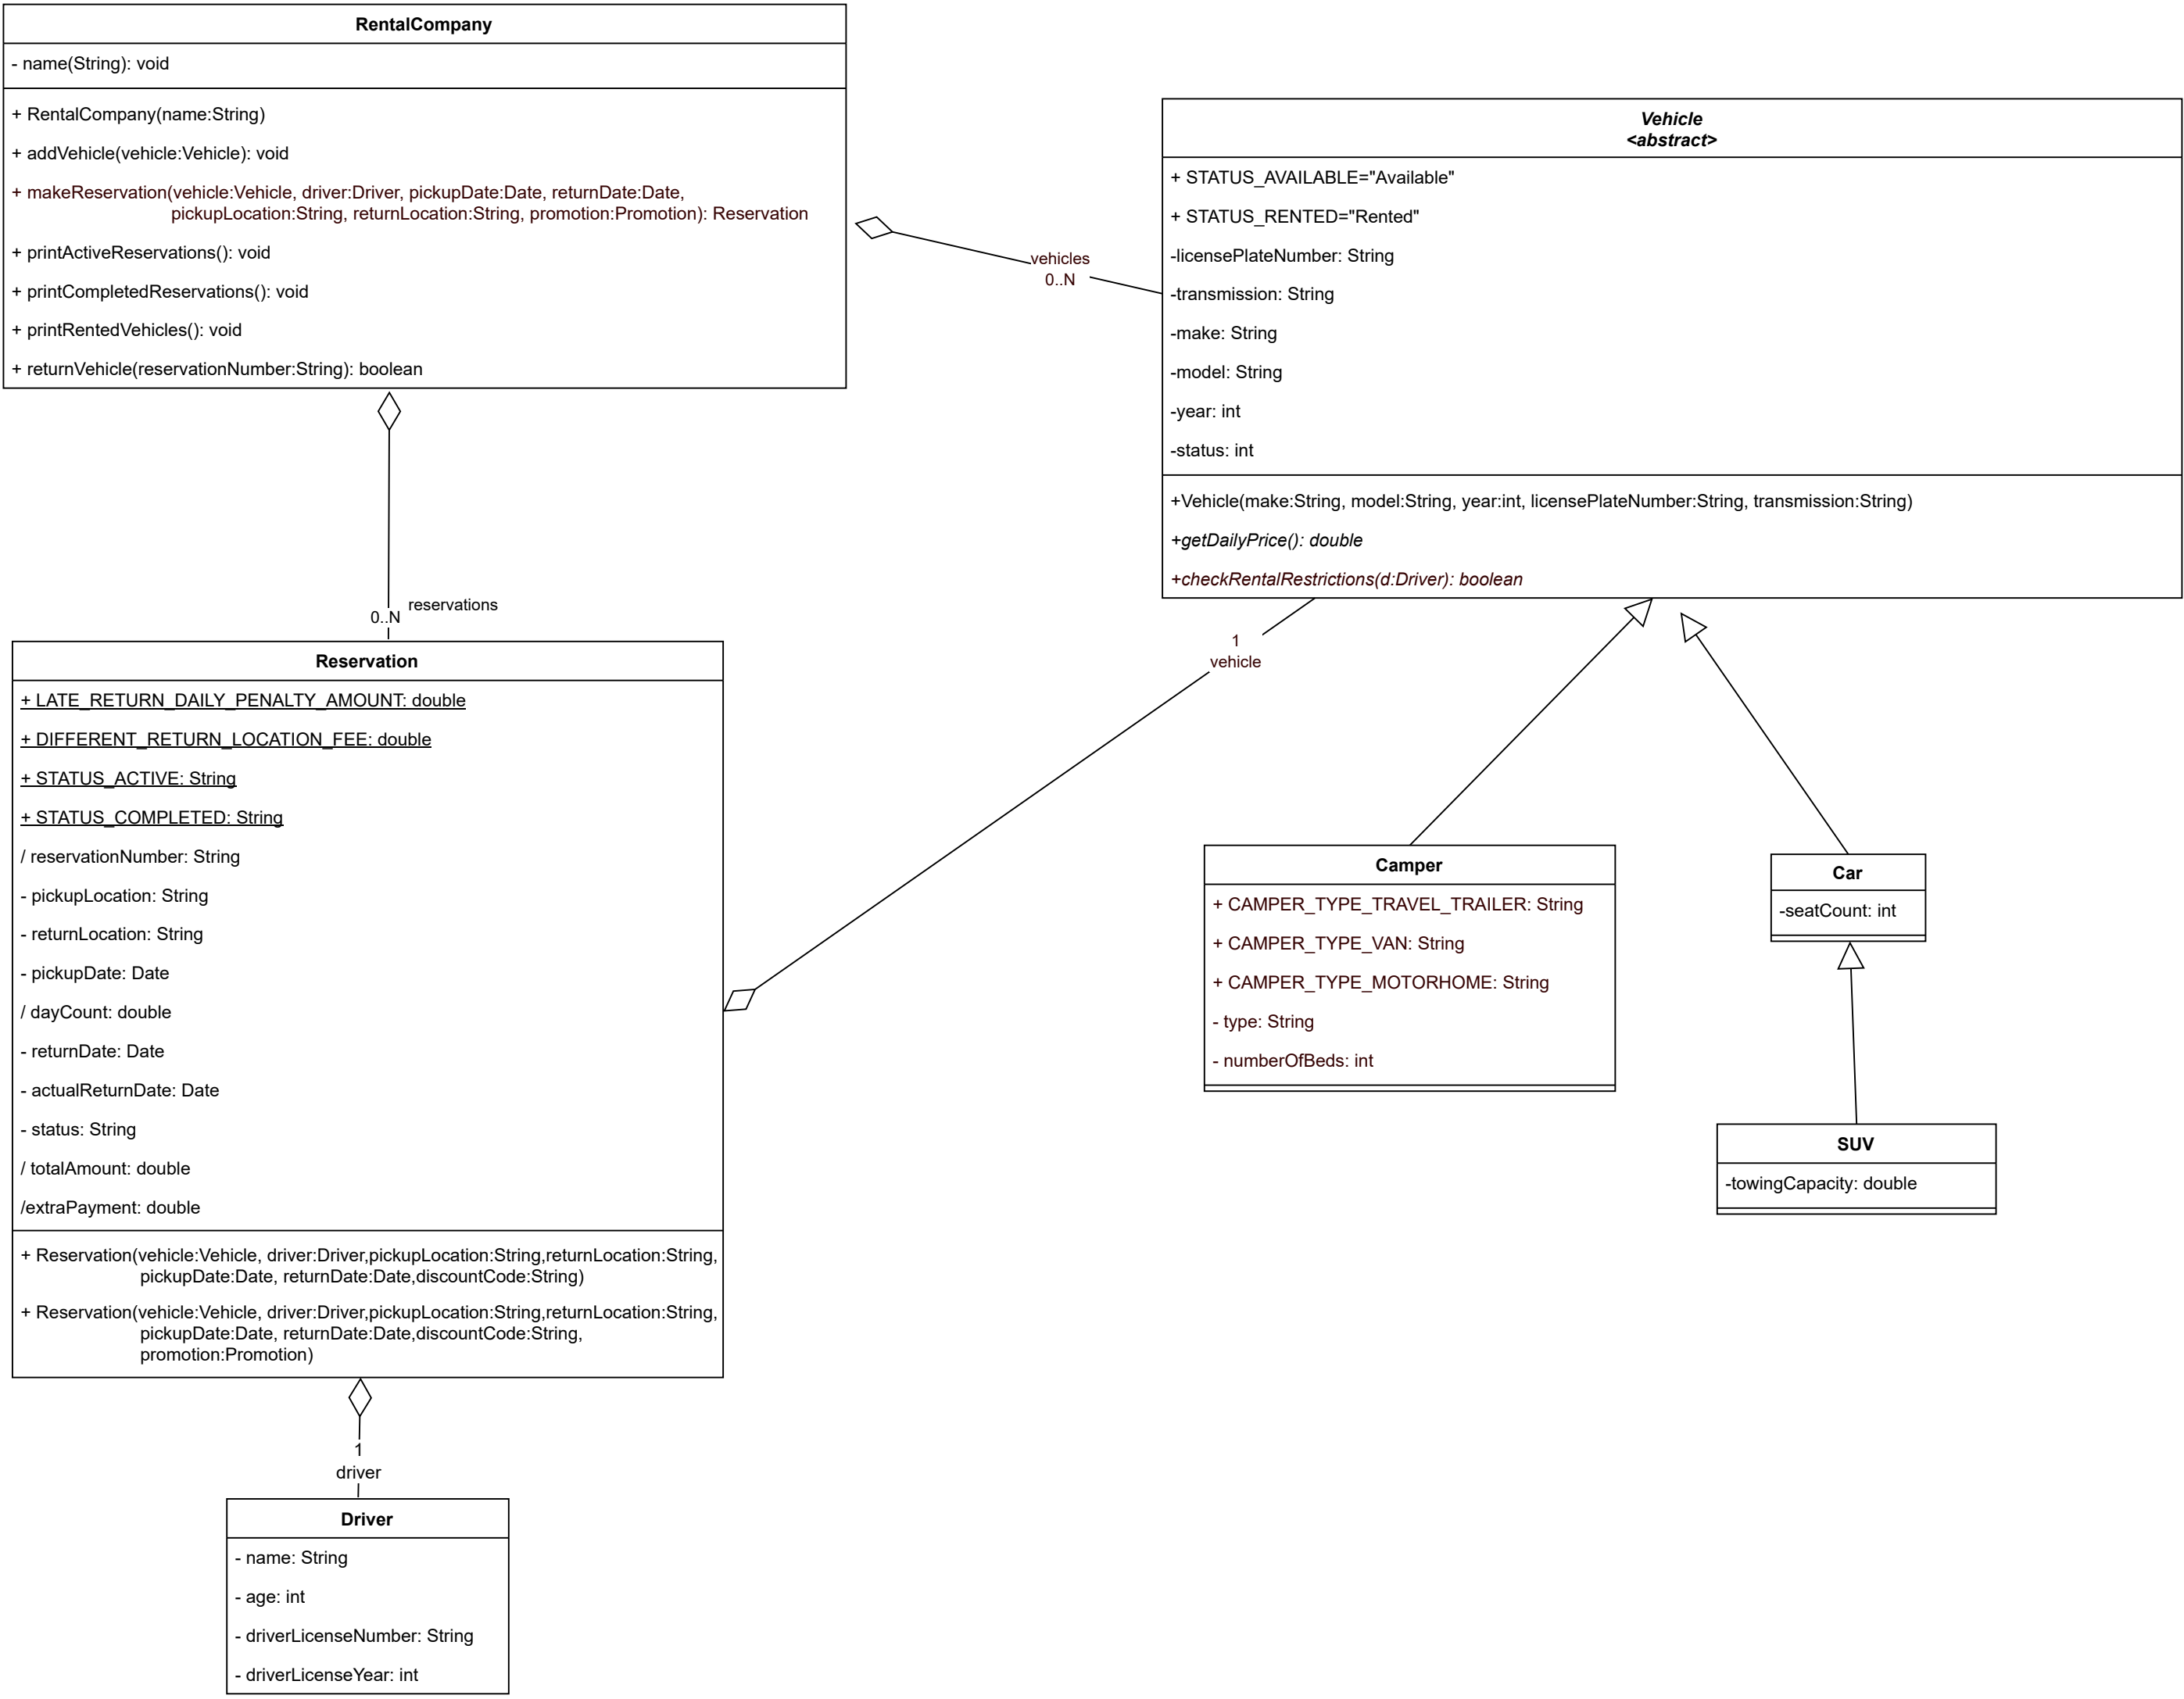 RentalCompany
- name(String): void
+ RentalCompany(name:String)
+ addVehicle(vehicle:Vehicle): void
+ makeReservation(vehicle:Vehicle, driver:Driver, pickupDate:Date, returnDate:Date,
pickupLocation:String, returnLocation:String, promotion:Promotion): Reservation
+ printActiveReservations(): void
+ printCompletedReservations(): void
+ printRentedVehicles(): void
+ returnVehicle(reservationNumber:String): boolean
vehicles
0..N
Vehicle
<abstract>
+ STATUS_AVAILABLE="Available"
+ STATUS_RENTED="Rented"
-licensePlateNumber: String
-transmission: String
-make: String
-model: String
-year: int
-status: int
+Vehicle(make:String, model:String, year:int, licensePlateNumber:String, transmission:String)
+getDailyPrice(): double
+checkRentalRestrictions(d:Driver): boolean
reservations
0..N
1
vehicle
Reservation
+ LATE_RETURN_DAILY_PENALTY_AMOUNT: double
+ DIFFERENT_RETURN_LOCATION_FEE: double
+ STATUS_ACTIVE: String
+ STATUS_COMPLETED: String
/ reservationNumber: String
- pickupLocation: String
- returnLocation: String
- pickupDate: Date
/ dayCount: double
- returnDate: Date
- actualReturnDate: Date
- status: String
/ totalAmount: double
/extraPayment: double
+ Reservation(vehicle:Vehicle, driver:Driver,pickupLocation:String,returnLocation:String,
pickupDate:Date, returnDate:Date,discountCode:String)
+ Reservation(vehicle:Vehicle, driver:Driver,pickupLocation:String,returnLocation:String,
pickupDate:Date, returnDate:Date,discountCode:String,
promotion:Promotion)
Camper
+ CAMPER_TYPE_TRAVEL_TRAILER: String
+ CAMPER_TYPE_VAN: String
+ CAMPER_TYPE_MOTORHOME: String
- type: String
- numberOfBeds: int
Car
-seatCount: int
SUV
-towingCapacity: double
1
driver
Driver
- name: String
- age: int
- driverLicenseNumber: String
- driverLicenseYear: int